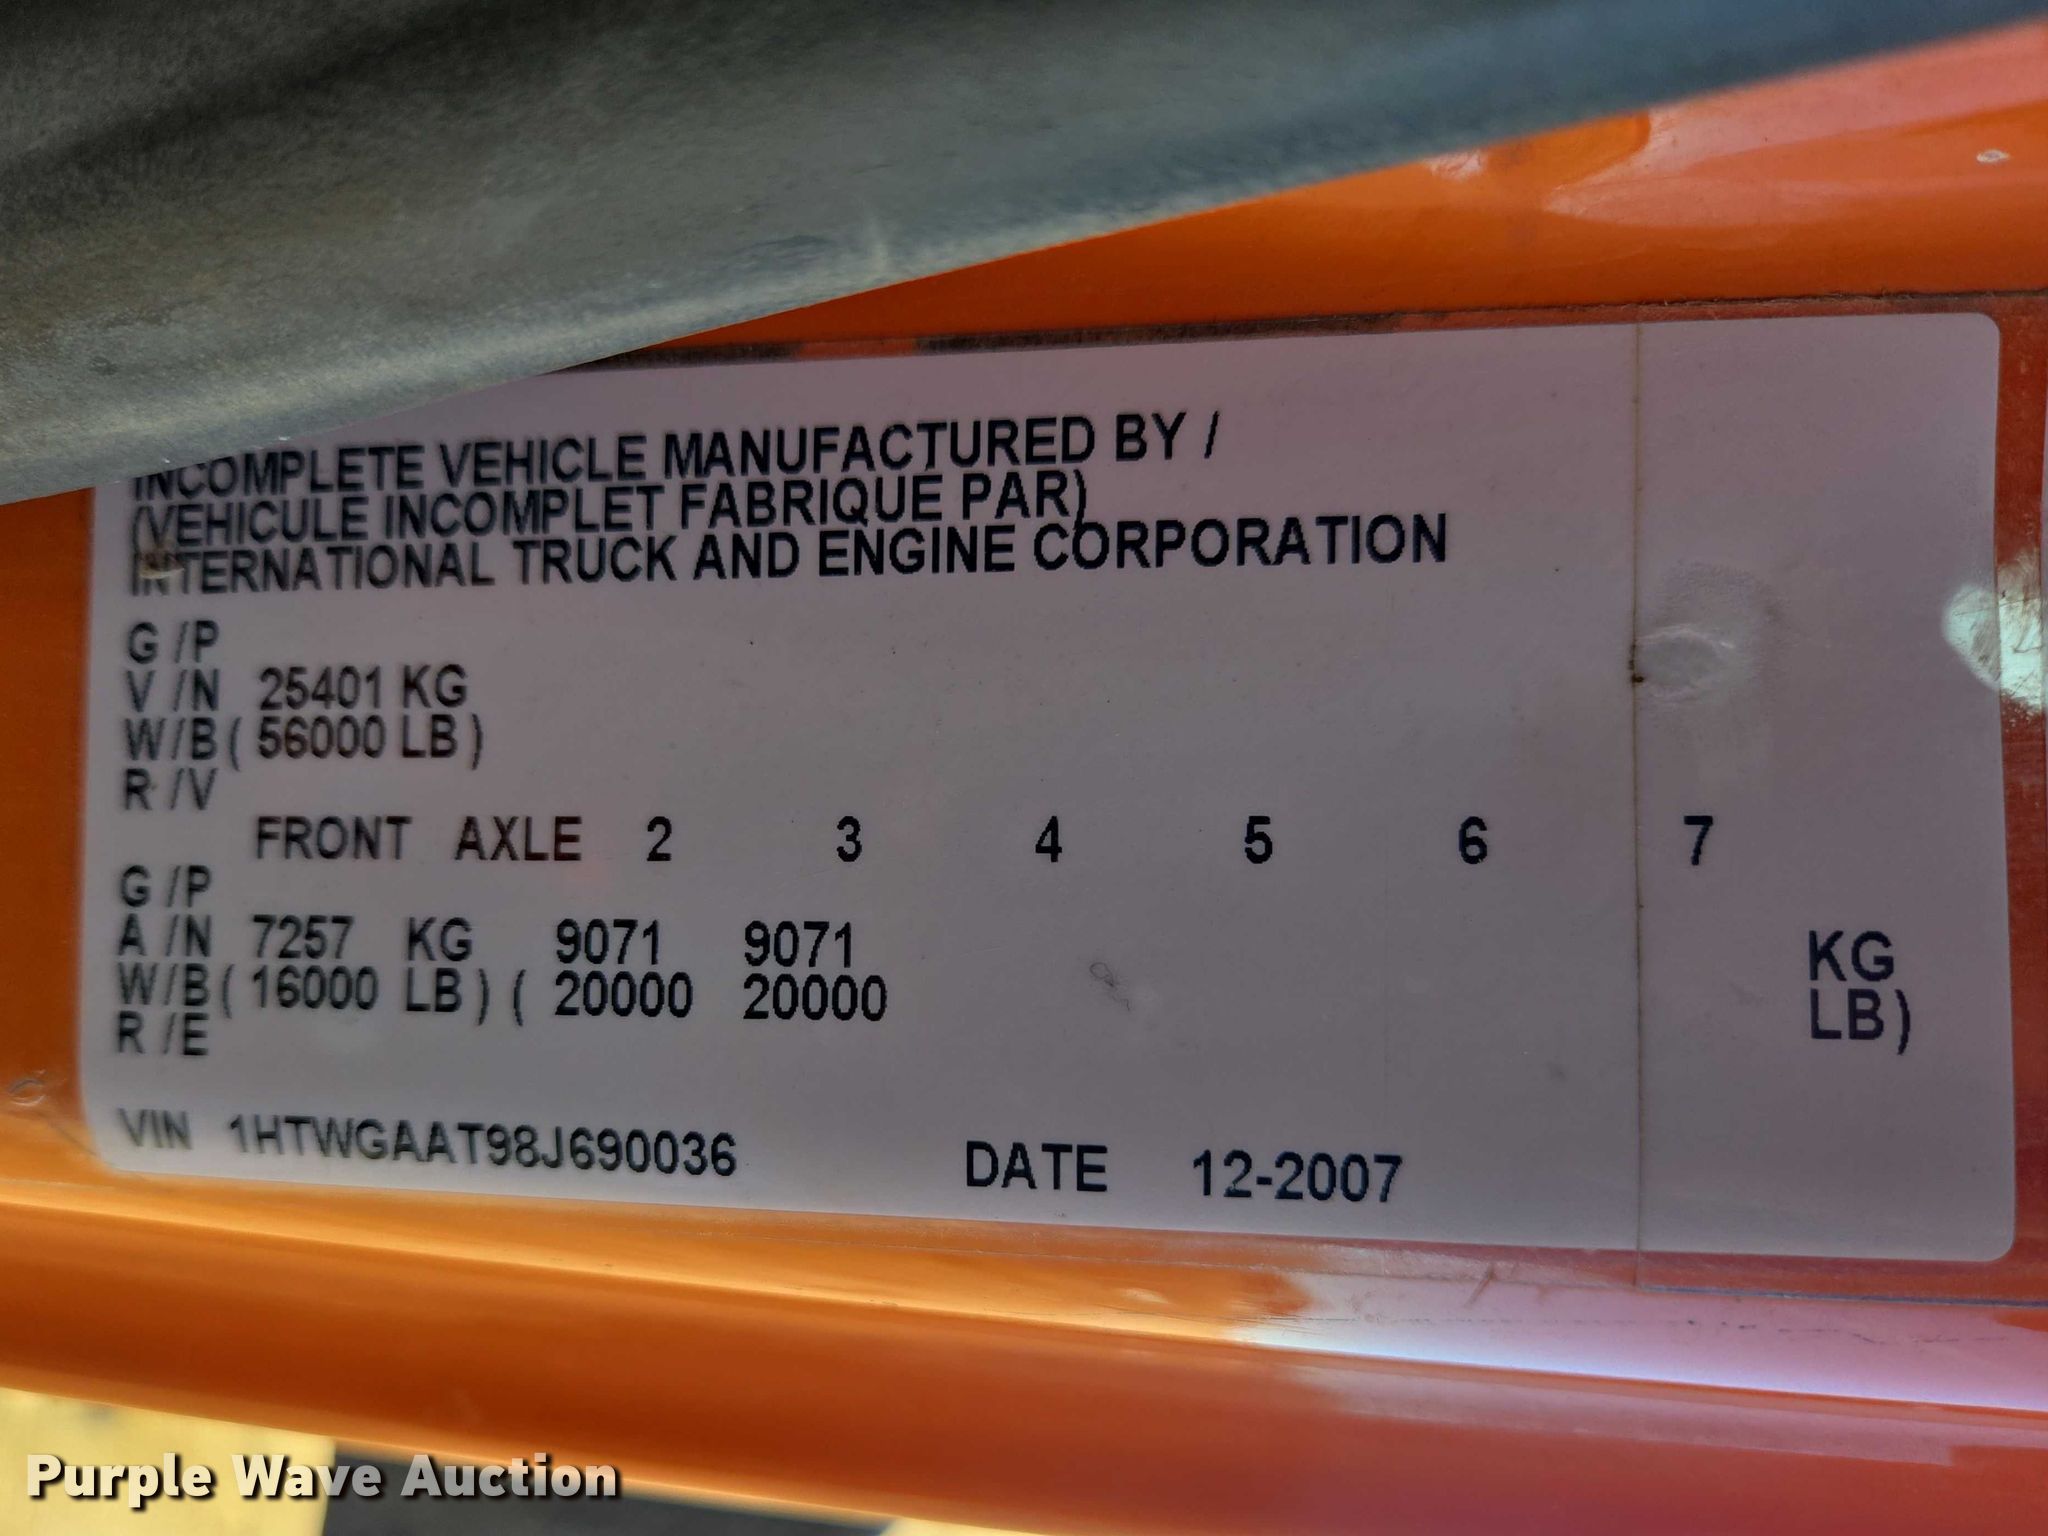 INCOMPLETE VEHICLE MANUFACTURED BY /
(VEHICULE INCOMPLET FABRIQUÉ PAR)
INTERNATIONAL TRUCK AND ENGINE CORPORATION
G /P
V /N 25401 KG
W/B ( 56000 LB )
R /V
FRONT AXLE 2 3 4 5 6 7
G /P
A /N 7257 KG 9071 9071 KG
W/B ( 16000 LB ) ( 20000 20000 LB)
R /E
VIN 1HTWGAAT98J690036 DATE 12-2007
Purple Wave Auction